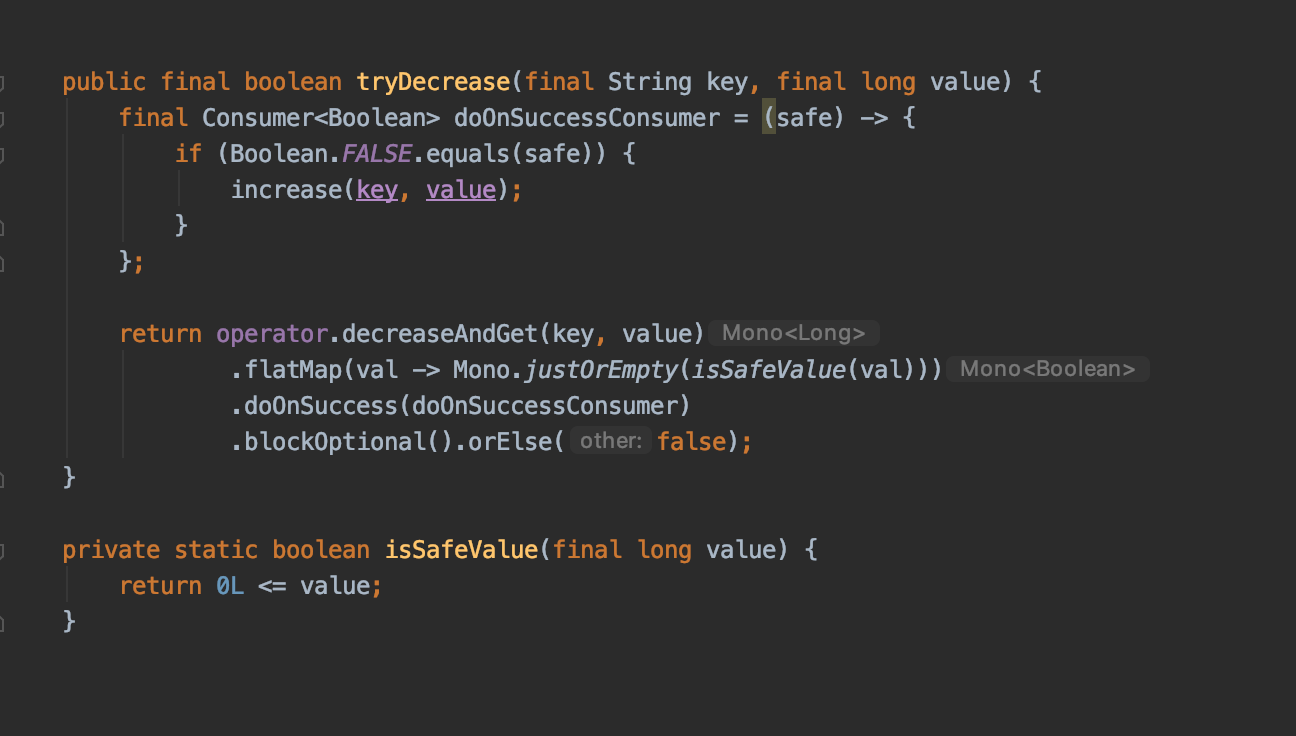 public final boolean tryDecrease(final String key, final long value) {
final Consumer<Boolean> doOnSuccessConsumer = (safe) -> {
if (Boolean.FALSE.equals(safe)) {
increase(key, value);
}
};
return operator.decreaseAndGet(key, value) Mono<Long>
.flatMap(val -> Mono.justOrEmpty(isSafeValue(val))) Mono<Boolean>
.doOnSuccess(doOnSuccessConsumer)
.blockOptional().orElse( other: false);
}
private static boolean isSafeValue(final long value) {
return 0L <= value;
}